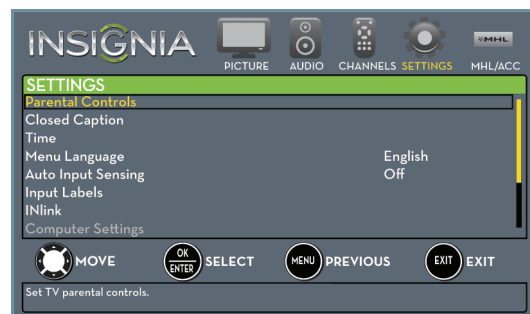 INSIGNIA
PICTURE AUDIO CHANNELS SETTINGS MHL MHL/ACC
SETTINGS
Parental Controls
Closed Caption
Time
Menu Language English
Auto Input Sensing Off
Input Labels
INlink
Computer Settings
MOVE OK ENTER SELECT MENU PREVIOUS EXIT EXIT
Set TV parental controls.